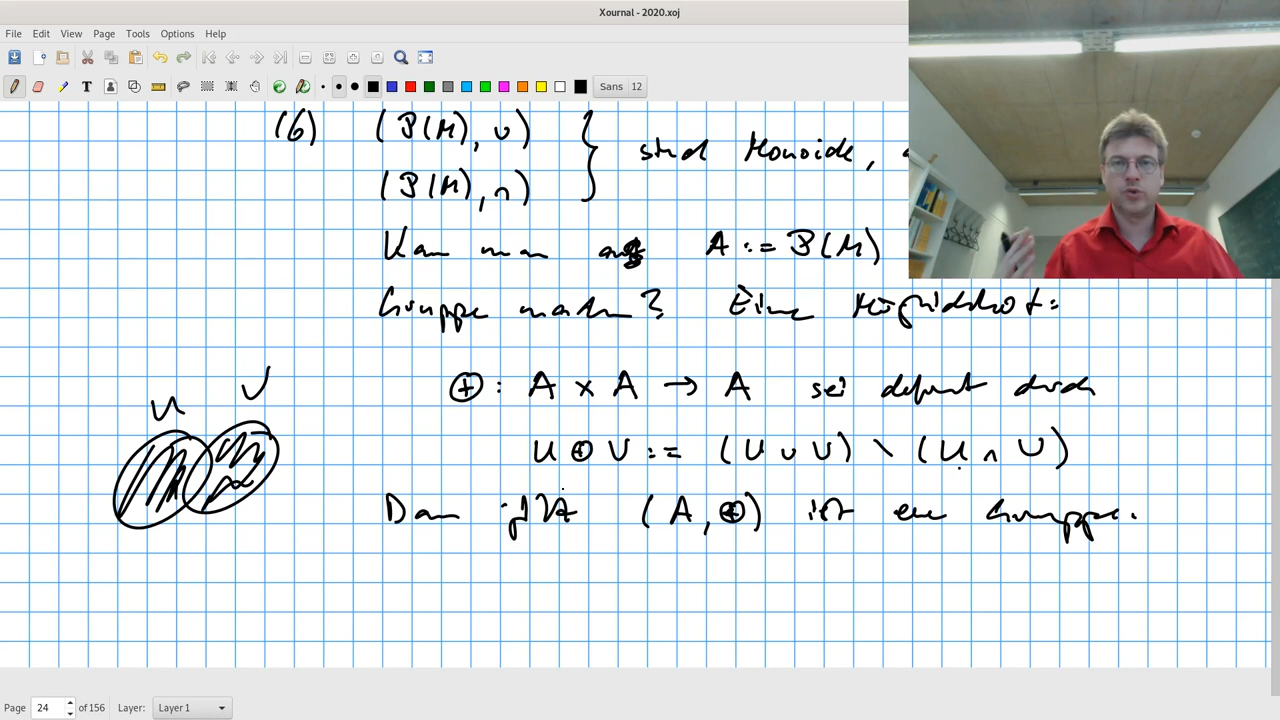 Xournal - 2020.xoj
File Edit View Page Tools Options Help
Sans 12
(6) (P(M), ∪)
(P(M), ∩) } sind Monoide,
Kann man aus A := P(M)
Gruppe machen? Eine Möglichkeit:
⊕ : A × A → A sei definiert durch
U V
U ⊕ V := (U ∪ V) \ (U ∩ V)
Dann gilt (A, ⊕) ist eine Gruppe.
Page 24 of 156 Layer: Layer 1